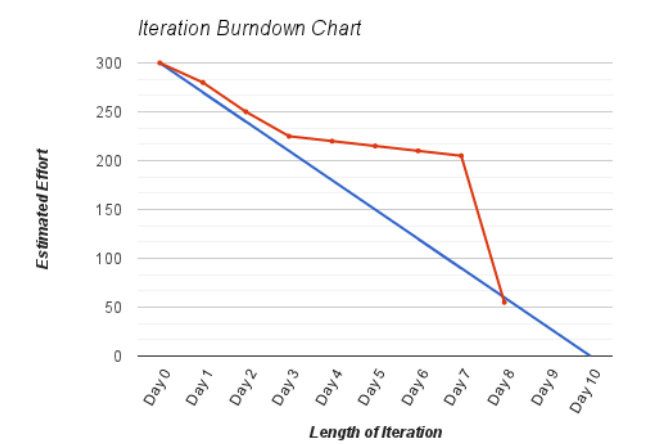 Iteration Burndown Chart
300
250
200
150
100
50
0
Estimated Effort
Day 0
Day 1
Day 2
Day 3
Day 4
Day 5
Day 6
Day 7
Day 8
Day 9
Day 10
Length of Iteration